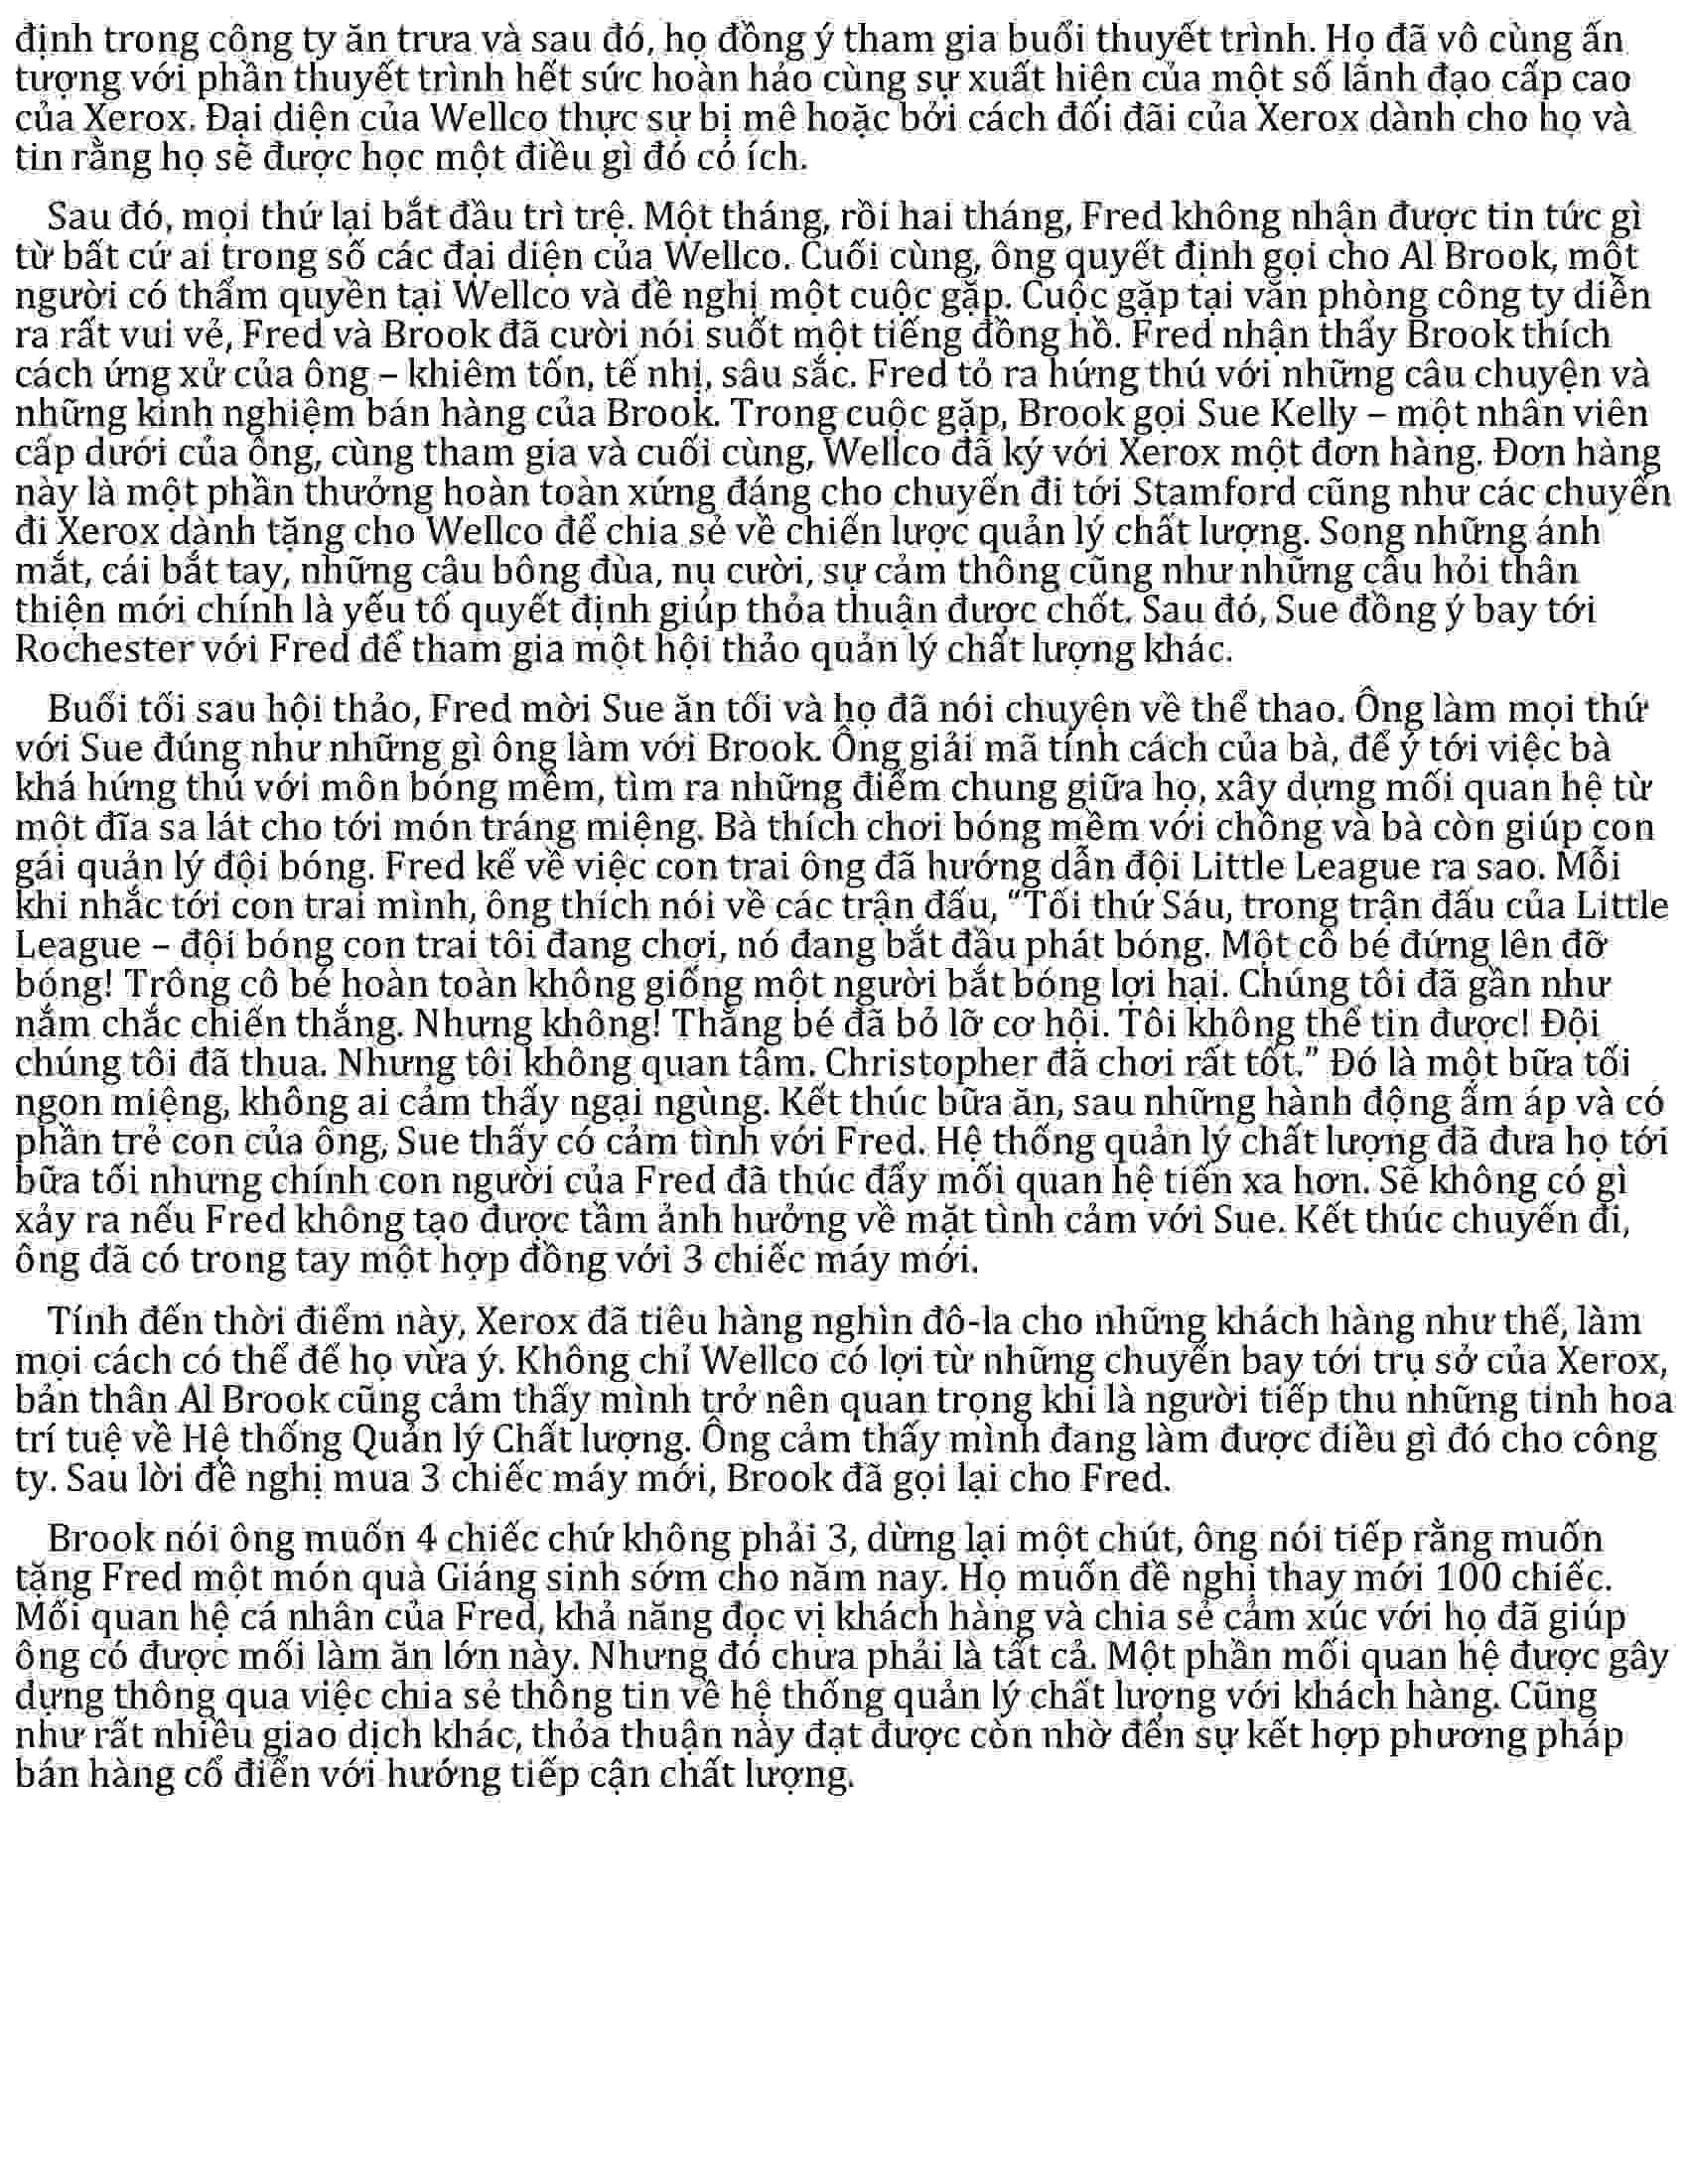 định trong công ty ăn trưa và sau đó, họ đồng ý tham gia buổi thuyết trình. Họ đã vô cùng ấn
tượng với phần thuyết trình hết sức hoàn hảo cùng sự xuất hiện của một số lãnh đạo cấp cao
của Xerox. Đại diện của Wellco thực sự bị mê hoặc bởi cách đối đãi của Xerox dành cho họ và
tin rằng họ sẽ được học một điều gì đó có ích.
Sau đó, mọi thứ lại bắt đầu trì trệ. Một tháng, rồi hai tháng, Fred không nhận được tin tức gì
từ bất cứ ai trong số các đại diện của Wellco. Cuối cùng, ông quyết định gọi cho Al Brook, một
người có thẩm quyền tại Wellco và đề nghị một cuộc gặp. Cuộc gặp tại văn phòng công ty diễn
ra rất vui vẻ, Fred và Brook đã cười nói suốt một tiếng đồng hồ. Fred nhận thấy Brook thích
cách ứng xử của ông – khiêm tốn, tế nhị, sâu sắc. Fred tỏ ra hứng thú với những câu chuyện và
những kinh nghiệm bán hàng của Brook. Trong cuộc gặp, Brook gọi Sue Kelly – một nhân viên
cấp dưới của ông, cùng tham gia và cuối cùng, Wellco đã ký với Xerox một đơn hàng. Đơn hàng
này là một phần thưởng hoàn toàn xứng đáng cho chuyến đi tới Stamford cũng như các chuyến
đi Xerox dành tặng cho Wellco để chia sẻ về chiến lược quản lý chất lượng. Song những ánh
mắt, cái bắt tay, những câu bông đùa, nụ cười, sự cảm thông cũng như những câu hỏi thân
thiện mới chính là yếu tố quyết định giúp thỏa thuận được chốt. Sau đó, Sue đồng ý bay tới
Rochester với Fred để tham gia một hội thảo quản lý chất lượng khác.
Buổi tối sau hội thảo, Fred mời Sue ăn tối và họ đã nói chuyện về thể thao. Ông làm mọi thứ
với Sue đúng như những gì ông làm với Brook. Ông giải mã tính cách của bà, để ý tới việc bà
khá hứng thú với môn bóng mềm, tìm ra những điểm chung giữa họ, xây dựng mối quan hệ từ
một đĩa sa lát cho tới món tráng miệng. Bà thích chơi bóng mềm với chồng và bà còn giúp con
gái quản lý đội bóng. Fred kể về việc con trai ông đã hướng dẫn đội Little League ra sao. Mỗi
khi nhắc tới con trai mình, ông thích nói về các trận đấu, “Tối thứ Sáu, trong trận đấu của Little
League – đội bóng con trai tôi đang chơi, nó đang bắt đầu phát bóng. Một cô bé đứng lên đỡ
bóng! Trông cô bé hoàn toàn không giống một người bắt bóng lợi hại. Chúng tôi đã gần như
nắm chắc chiến thắng. Nhưng không! Thằng bé đã bỏ lỡ cơ hội. Tôi không thể tin được! Đội
chúng tôi đã thua. Nhưng tôi không quan tâm. Christopher đã chơi rất tốt.” Đó là một bữa tối
ngon miệng, không ai cảm thấy ngại ngùng. Kết thúc bữa ăn, sau những hành động ấm áp và có
phần trẻ con của ông, Sue thấy có cảm tình với Fred. Hệ thống quản lý chất lượng đã đưa họ tới
bữa tối nhưng chính con người của Fred đã thúc đẩy mối quan hệ tiến xa hơn. Sẽ không có gì
xảy ra nếu Fred không tạo được tầm ảnh hưởng về mặt tình cảm với Sue. Kết thúc chuyến đi,
ông đã có trong tay một hợp đồng với 3 chiếc máy mới.
Tính đến thời điểm này, Xerox đã tiêu hàng nghìn đô-la cho những khách hàng như thế, làm
mọi cách có thể để họ vừa ý. Không chỉ Wellco có lợi từ những chuyến bay tới trụ sở của Xerox,
bản thân Al Brook cũng cảm thấy mình trở nên quan trọng khi là người tiếp thu những tinh hoa
trí tuệ về Hệ thống Quản lý Chất lượng. Ông cảm thấy mình đang làm được điều gì đó cho công
ty. Sau lời đề nghị mua 3 chiếc máy mới, Brook đã gọi lại cho Fred.
Brook nói ông muốn 4 chiếc chứ không phải 3, dừng lại một chút, ông nói tiếp rằng muốn
tặng Fred một món quà Giáng sinh sớm cho năm nay. Họ muốn đề nghị thay mới 100 chiếc.
Mối quan hệ cá nhân của Fred, khả năng đọc vị khách hàng và chia sẻ cảm xúc với họ đã giúp
ông có được mối làm ăn lớn này. Nhưng đó chưa phải là tất cả. Một phần mối quan hệ được gây
dựng thông qua việc chia sẻ thông tin về hệ thống quản lý chất lượng với khách hàng. Cũng
như rất nhiều giao dịch khác, thỏa thuận này đạt được còn nhờ đến sự kết hợp phương pháp
bán hàng cổ điển với hướng tiếp cận chất lượng.